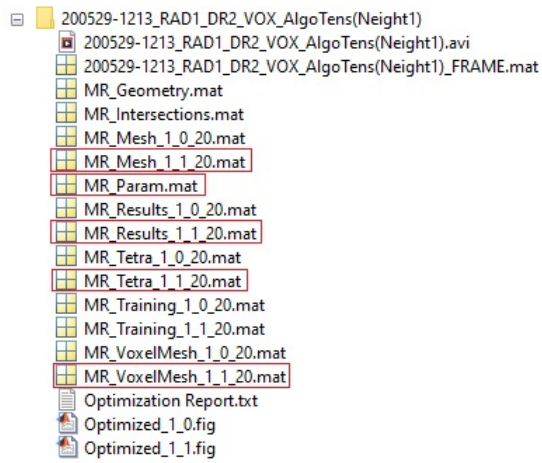 200529-1213_RAD1_DR2_VOX_AlgoTens(Neight1)
200529-1213_RAD1_DR2_VOX_AlgoTens(Neight1).avi
200529-1213_RAD1_DR2_VOX_AlgoTens(Neight1)_FRAME.mat
MR_Geometry.mat
MR_Intersections.mat
MR_Mesh_1_0_20.mat
MR_Mesh_1_1_20.mat
MR_Param.mat
MR_Results_1_0_20.mat
MR_Results_1_1_20.mat
MR_Tetra_1_0_20.mat
MR_Tetra_1_1_20.mat
MR_Training_1_0_20.mat
MR_Training_1_1_20.mat
MR_VoxelMesh_1_0_20.mat
MR_VoxelMesh_1_1_20.mat
Optimization Report.txt
Optimized_1_0.fig
Optimized_1_1.fig